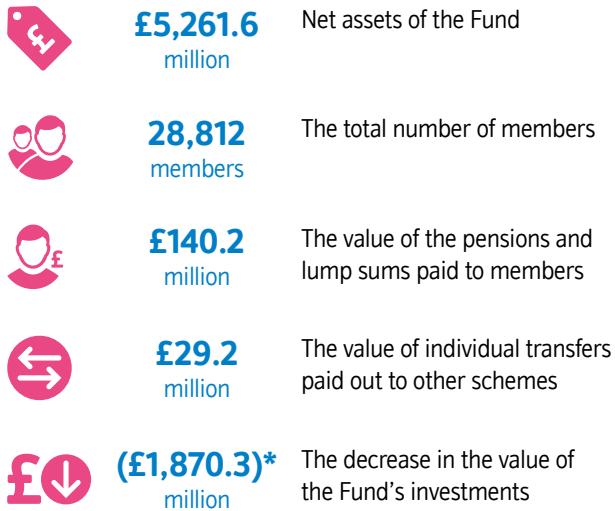 £5,261.6
million
Net assets of the Fund
28,812
members
The total number of members
£140.2
million
The value of the pensions and
lump sums paid to members
£29.2
million
The value of individual transfers
paid out to other schemes
(£1,870.3)*
million
The decrease in the value of
the Fund's investments